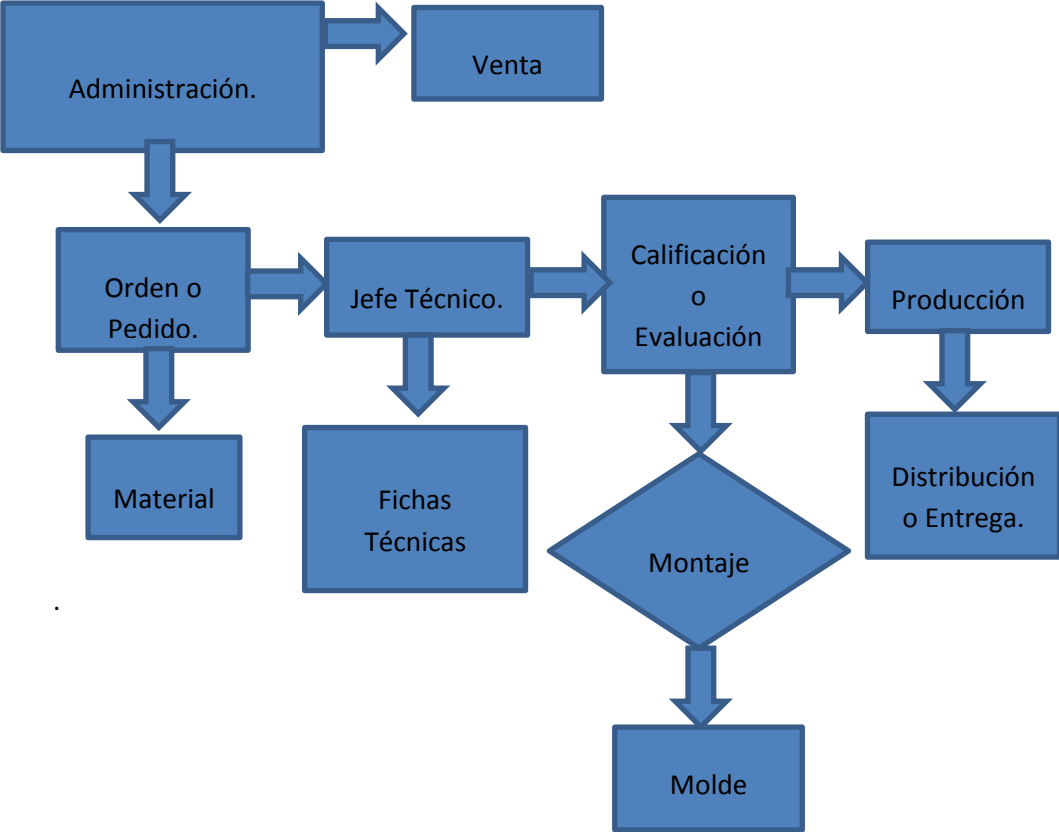 Administración.
Venta
Orden o
Pedido.
Jefe Técnico.
Calificación
o
Evaluación
Producción
Material
Fichas
Técnicas
Montaje
Distribución
o Entrega.
.
Molde